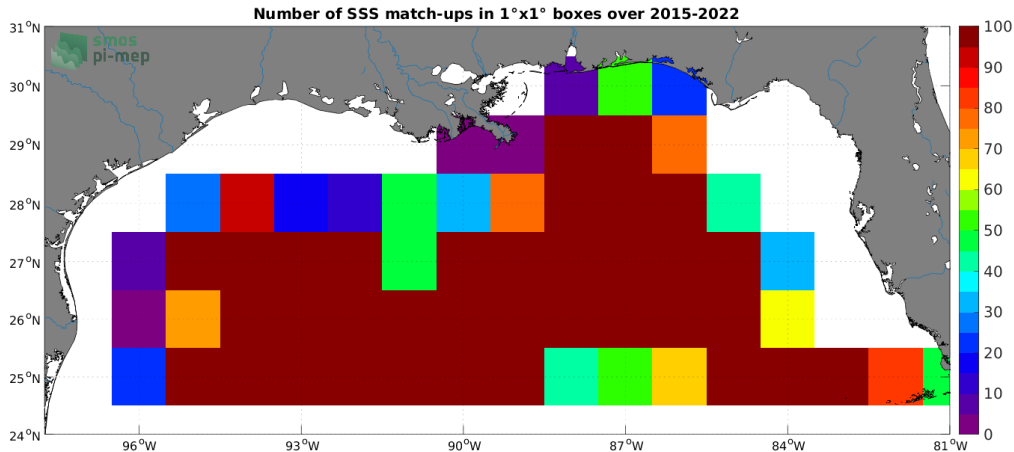 Number of SSS match-ups in 1°x1° boxes over 2015-2022
smos
pi-mep
31°N
30°N
29°N
28°N
27°N
26°N
25°N
24°N
96°W
93°W
90°W
87°W
84°W
81°W
100
90
80
70
60
50
40
30
20
10
0